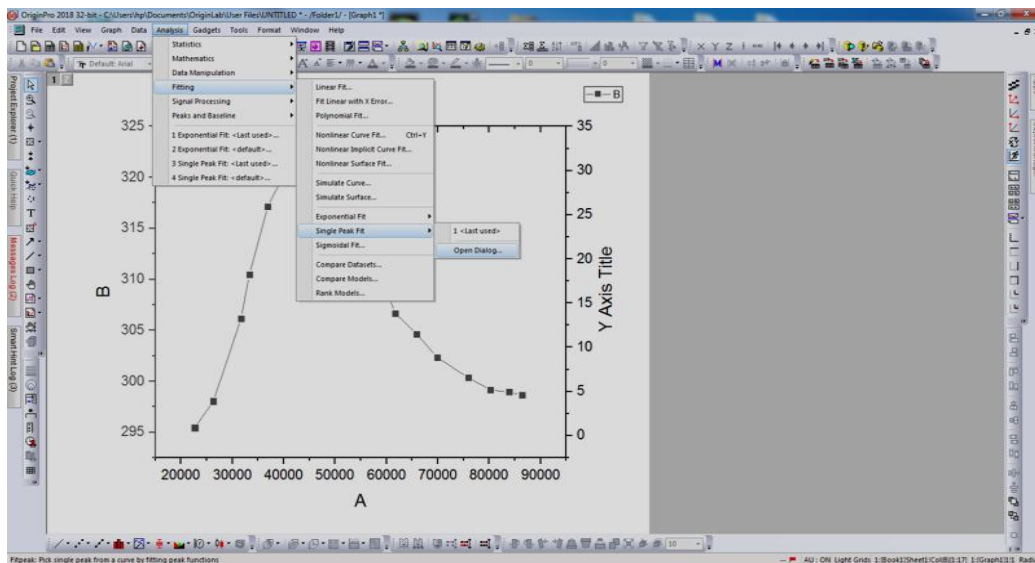 OriginPro 2018 32-bit - C:\Users\hp\Documents\OriginLab\User Files\UNTITLED * - /Folder1/ - [Graph1 *]
File Edit View Graph Data Analysis Gadgets Tools Format Window Help
Default: Arial
X Y Z
Statistics
Mathematics
Data Manipulation
Fitting
Signal Processing
Peaks and Baseline
1 Exponential Fit: <Last used>...
2 Exponential Fit: <default>...
3 Single Peak Fit: <Last used>...
4 Single Peak Fit: <default>...
Linear Fit...
Fit Linear with X Error...
Polynomial Fit...
Nonlinear Curve Fit... Ctrl+Y
Nonlinear Implicit Curve Fit...
Nonlinear Surface Fit...
Simulate Curve...
Simulate Surface...
Exponential Fit
Single Peak Fit
Sigmoidal Fit...
Compare Datasets...
Compare Models...
Rank Models...
1 <Last used>
Open Dialog...
Project Explorer (1)
Quick Help
Messages Log (2)
Smart Hint Log (3)
1 2
B
325
320
315
310
305
300
295
B
35
30
20
15
10
5
0
Y Axis Title
20000 30000 40000 50000 60000 70000 80000 90000
A
10
Fitpeak: Pick single peak from a curve by fitting peak functions
AU : ON Light Grids 1:[Book1]Sheet1!Col(B)[1:17] 1:[Graph1]1!1 Radi